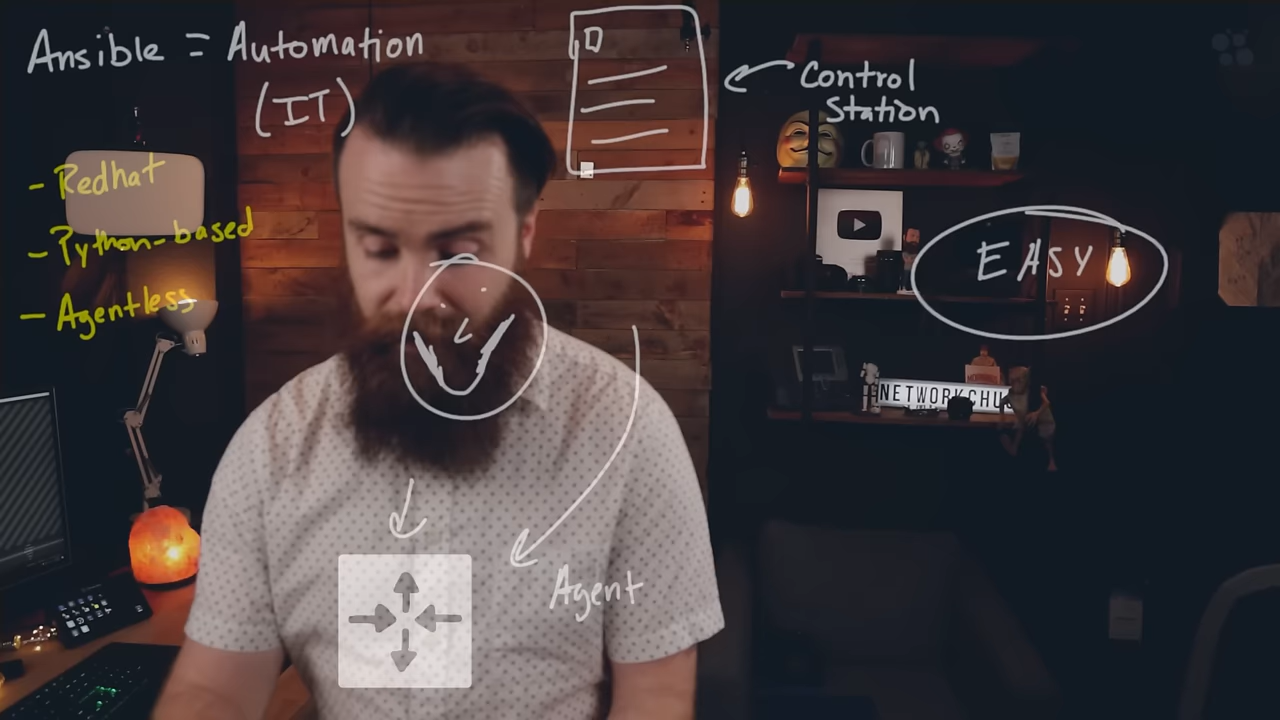 Ansible = Automation
(IT)
Control
Station
- Redhat
- Python-based
- Agentless
EASY
NETWORKCHU
Agent